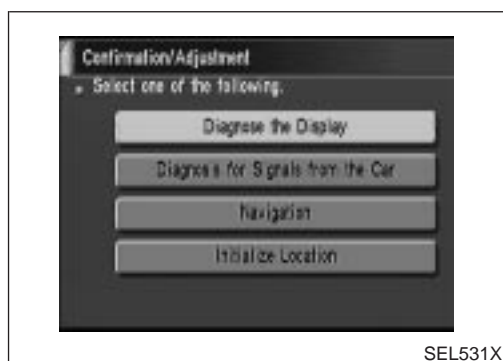 Confirmation/Adjustment
Select one of the following.
Diagnose the Display
Diagnosis for Signals from the Car
Navigation
Initialize Location
SEL531X